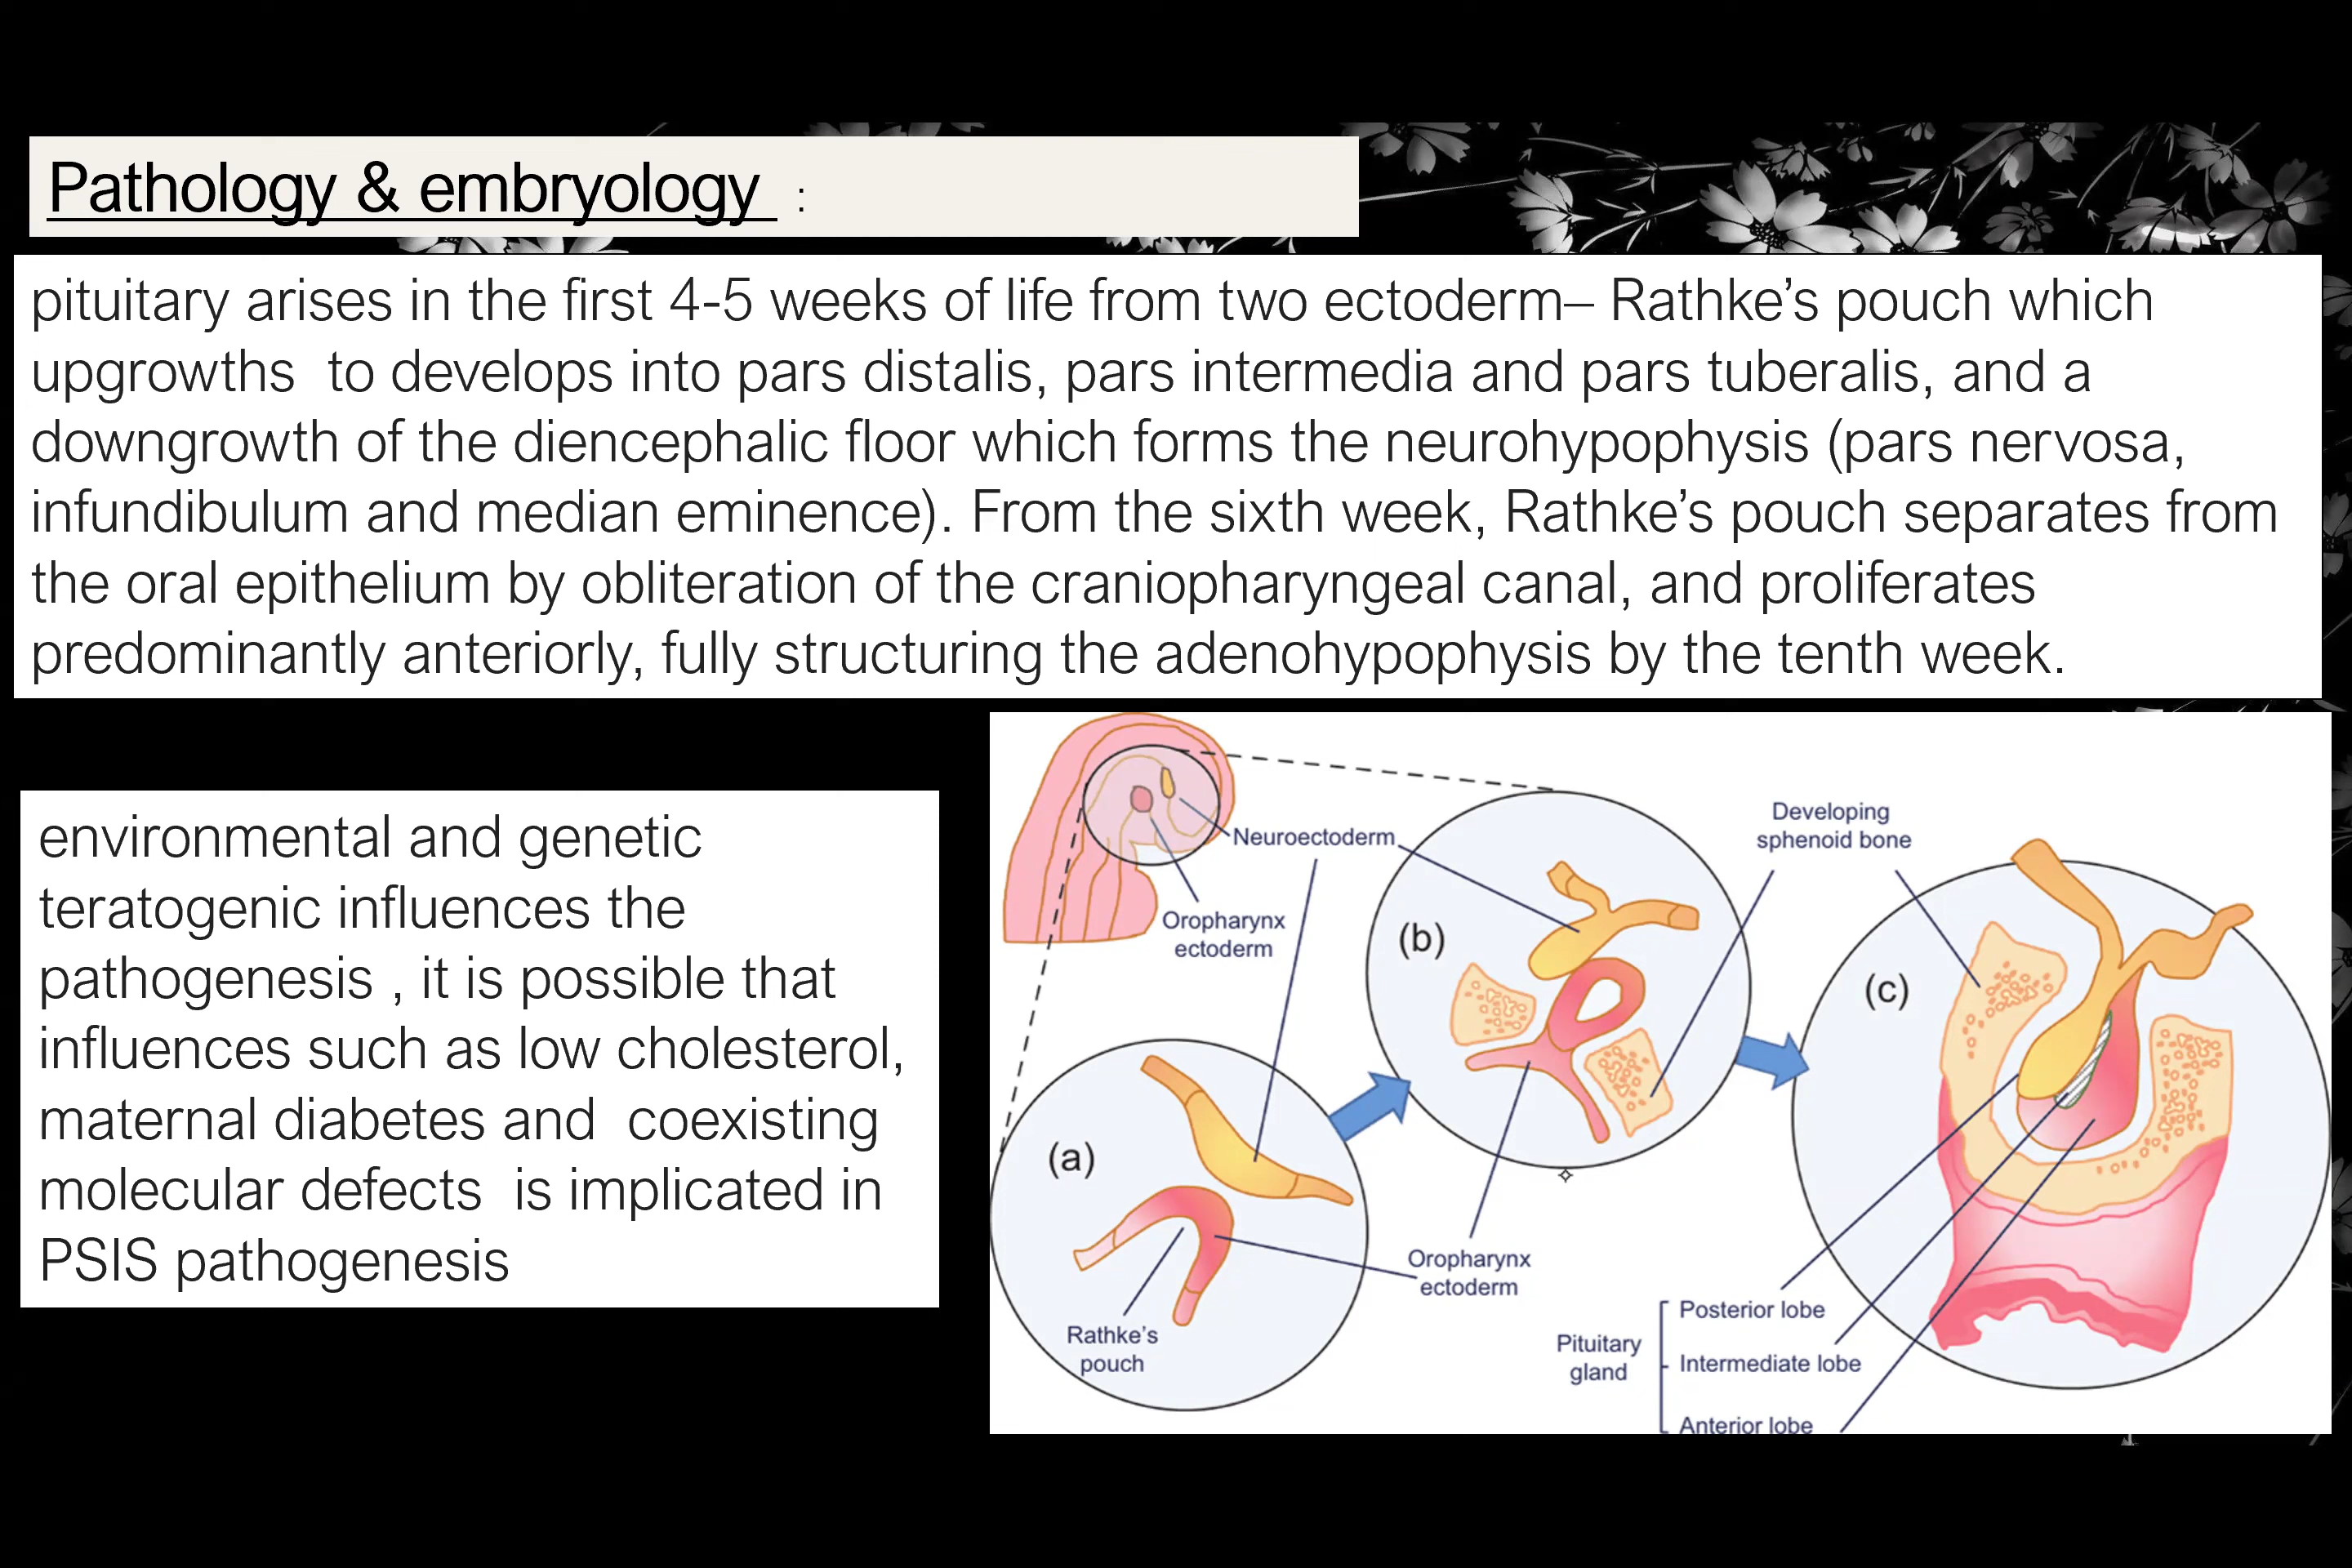 Pathology & embryology :
pituitary arises in the first 4-5 weeks of life from two ectoderm– Rathke’s pouch which
upgrowths to develops into pars distalis, pars intermedia and pars tuberalis, and a
downgrowth of the diencephalic floor which forms the neurohypophysis (pars nervosa,
infundibulum and median eminence). From the sixth week, Rathke’s pouch separates from
the oral epithelium by obliteration of the craniopharyngeal canal, and proliferates
predominantly anteriorly, fully structuring the adenohypophysis by the tenth week.
environmental and genetic
teratogenic influences the
pathogenesis , it is possible that
influences such as low cholesterol,
maternal diabetes and coexisting
molecular defects is implicated in
PSIS pathogenesis
Neuroectoderm
Oropharynx
ectoderm
Developing
sphenoid bone
(a)
(b)
(c)
Rathke’s
pouch
Oropharynx
ectoderm
Pituitary
gland
Posterior lobe
Intermediate lobe
Anterior lobe